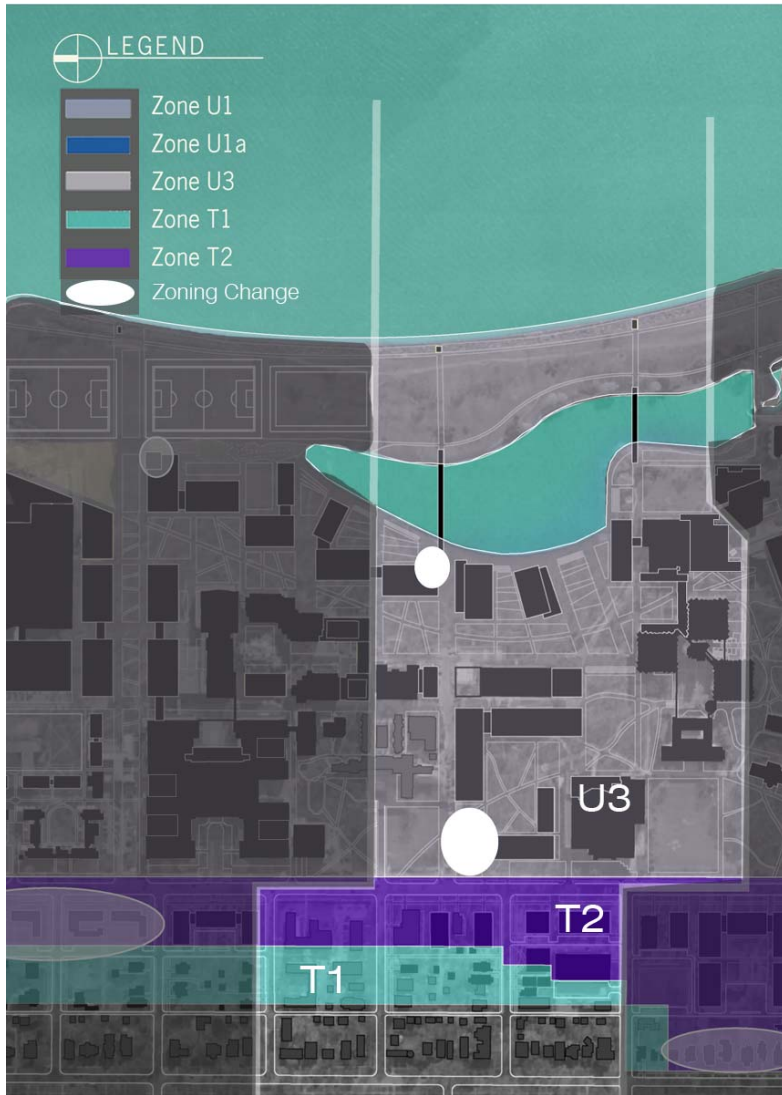 LEGEND
Zone U1
Zone U1a
Zone U3
Zone T1
Zone T2
Zoning Change
U3
T2
T1